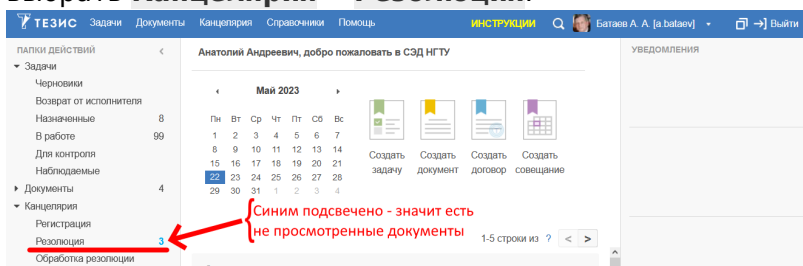 выбрать Канцелярия – Резолюции.
ТЕЗИС Задачи Документы Канцелярия Справочники Помощь ИНСТРУКЦИИ Батаев А. А. [a.bataev] Выйти
ПАПКИ ДЕЙСТВИЙ <
Задачи
Черновики
Возврат от исполнителя
Назначенные 8
В работе 99
Для контроля
Наблюдаемые
Документы 4
Канцелярия
Регистрация
Резолюция 3
Обработка резолюции
Анатолий Андреевич, добро пожаловать в СЭД НГТУ
Май 2023
Пн Вт Ср Чт Пт Сб Вс
1 2 3 4 5 6 7
8 9 10 11 12 13 14
15 16 17 18 19 20 21
22 23 24 25 26 27 28
29 30 31 1 2 3 4
Создать задачу
Создать документ
Создать договор
Создать совещание
Синим подсвечено - значит есть
не просмотренные документы
1-5 строки из ? < >
УВЕДОМЛЕНИЯ